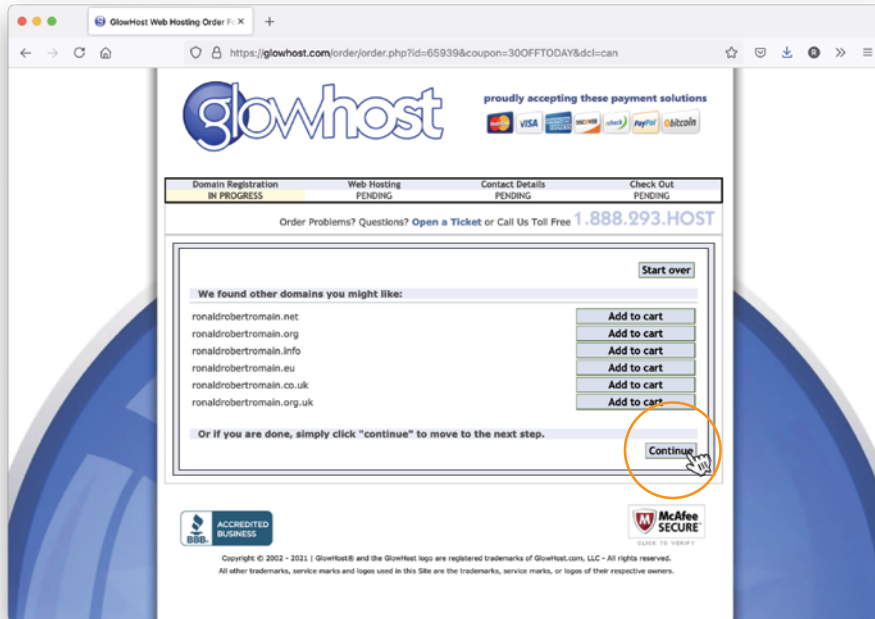 GlowHost Web Hosting Order Fo
https://glowhost.com/order/order.php?id=65939&coupon=30OFFTODAY&dcl=can
R
glowhost
proudly accepting these payment solutions
MasterCard VISA DISCOVER echeck PayPal bitcoin
Domain Registration Web Hosting Contact Details Check Out
IN PROGRESS PENDING PENDING PENDING
Order Problems? Questions? Open a Ticket or Call Us Toll Free 1.888.293.HOST
Start over
We found other domains you might like:
ronaldrobertromain.net Add to cart
ronaldrobertromain.org Add to cart
ronaldrobertromain.info Add to cart
ronaldrobertromain.eu Add to cart
ronaldrobertromain.co.uk Add to cart
ronaldrobertromain.org.uk Add to cart
Or if you are done, simply click "continue" to move to the next step.
Continue
BBB. ACCREDITED BUSINESS
McAfee SECURE
CLICK TO VERIFY
Copyright © 2002 - 2021 | GlowHost® and the GlowHost logo are registered trademarks of GlowHost.com, LLC - All rights reserved.
All other trademarks, service marks and logos used in this Site are the trademarks, service marks, or logos of their respective owners.